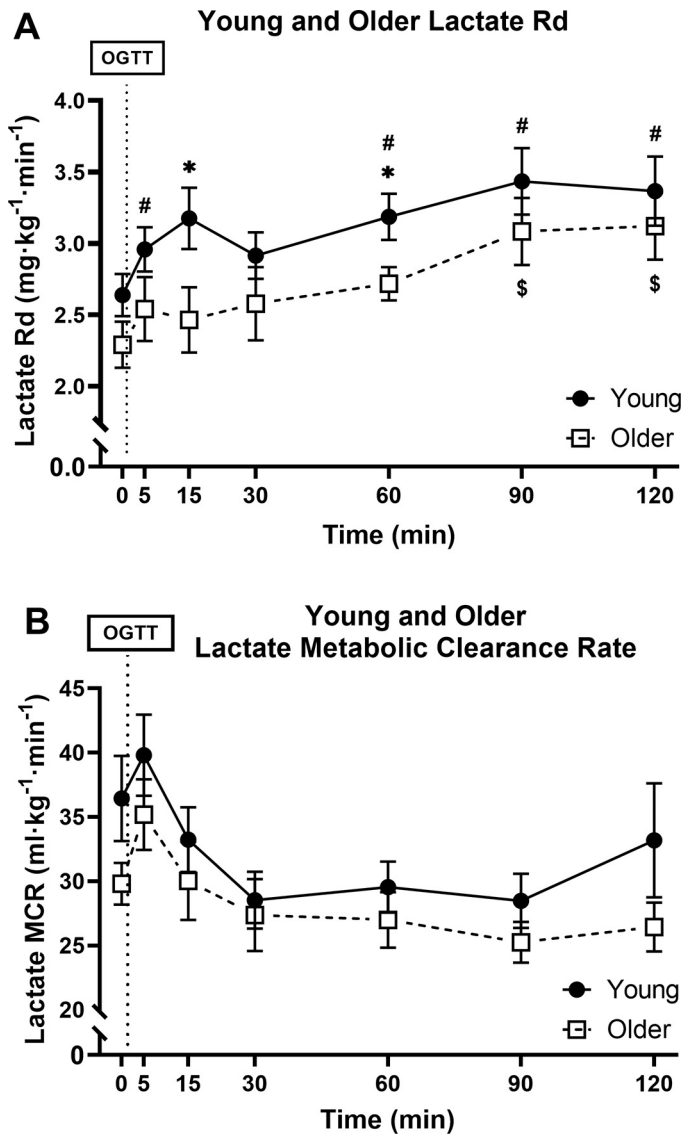 A
Young and Older Lactate Rd
OGTT
Lactate Rd (mg·kg⁻¹·min⁻¹)
4.0
3.5
3.0
2.5
2.0
0.0
#
*
#
*
#
#
$
$
Young
Older
0 5 15 30 60 90 120
Time (min)
B
Young and Older
Lactate Metabolic Clearance Rate
OGTT
Lactate MCR (ml·kg⁻¹·min⁻¹)
45
40
35
30
25
20
0
Young
Older
0 5 15 30 60 90 120
Time (min)